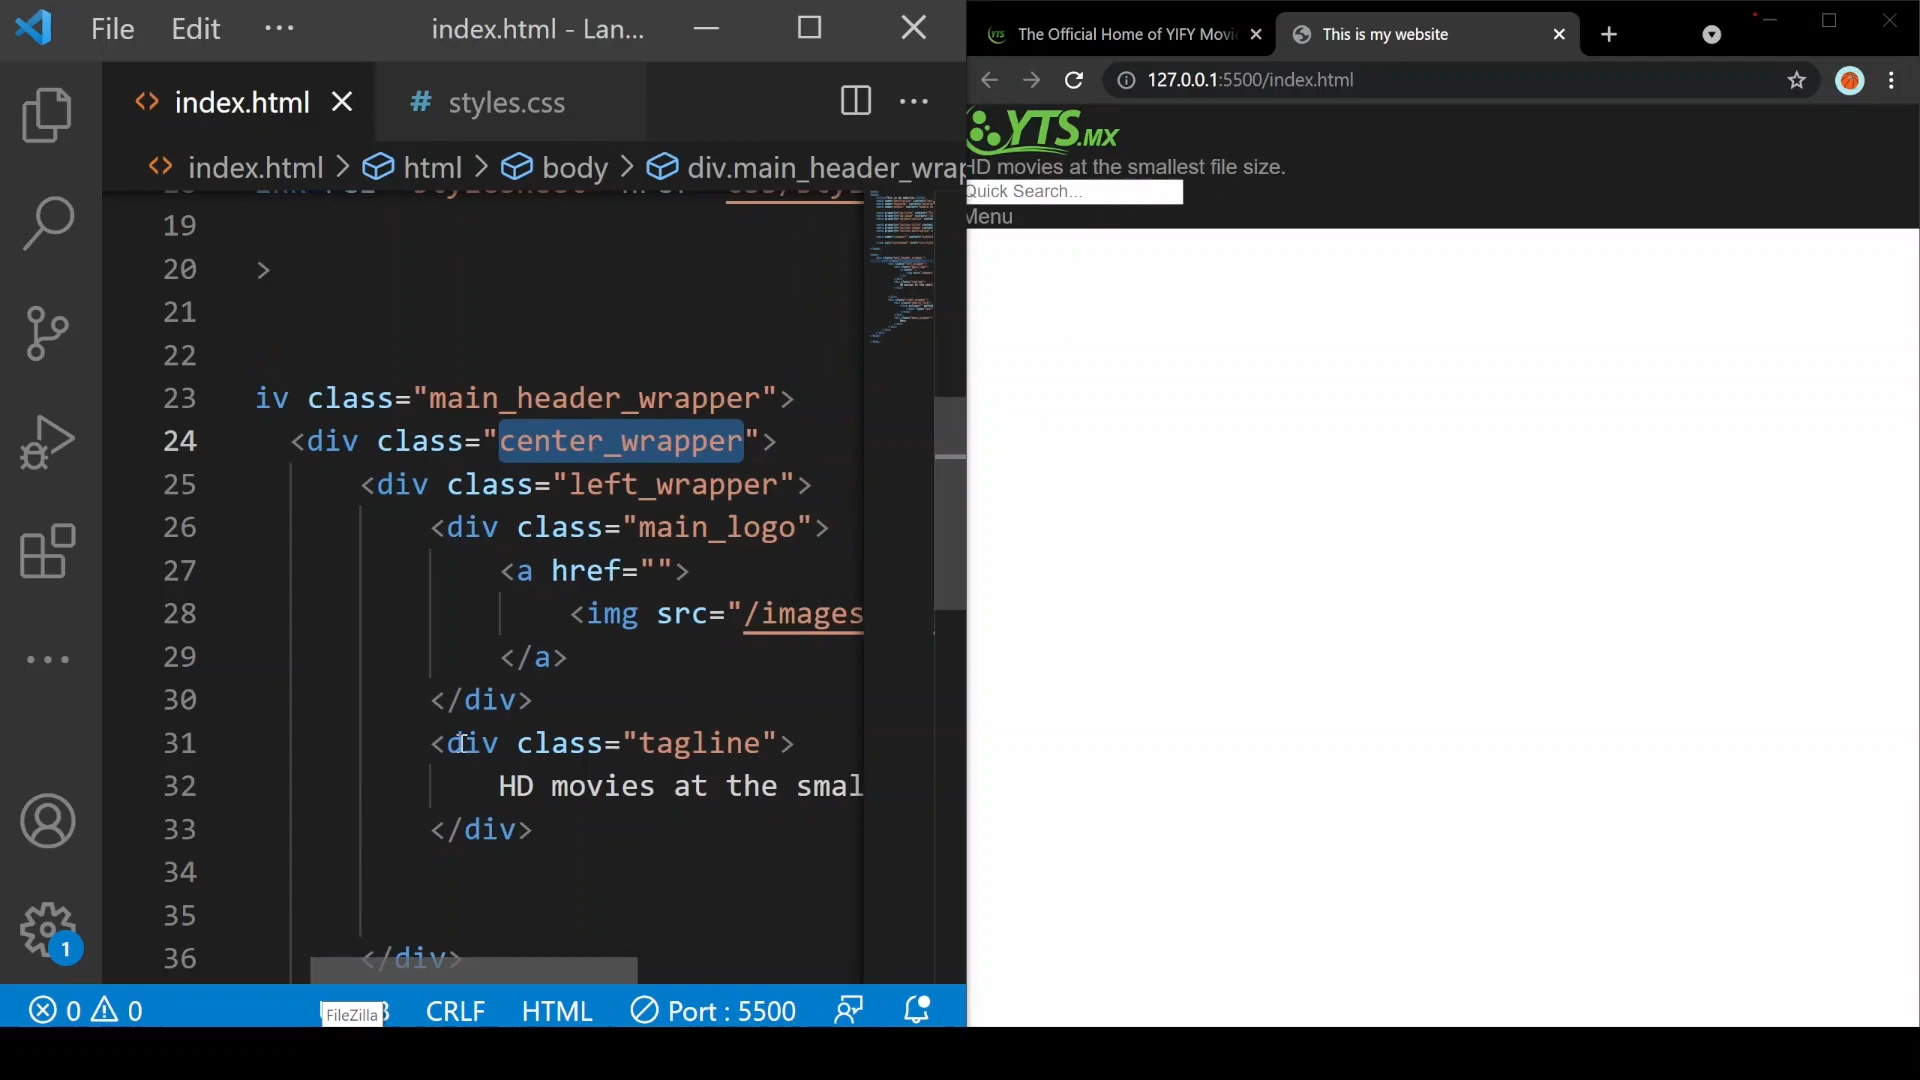 File Edit ··· index.html - Lan...
index.html styles.css
index.html > html > body > div.main_header_wrap
19
20 >
21
22
23 iv class="main_header_wrapper">
24 <div class="center_wrapper">
25 <div class="left_wrapper">
26 <div class="main_logo">
27 <a href="">
28 <img src="/images
29 </a>
30 </div>
31 <div class="tagline">
32 HD movies at the smal
33 </div>
34
35
36 </div>
1
0 0 CRLF HTML Port : 5500
FileZilla
YTS The Official Home of YIFY Movi This is my website
127.0.0.1:5500/index.html
YTS.MX
HD movies at the smallest file size.
Quick Search...
Menu